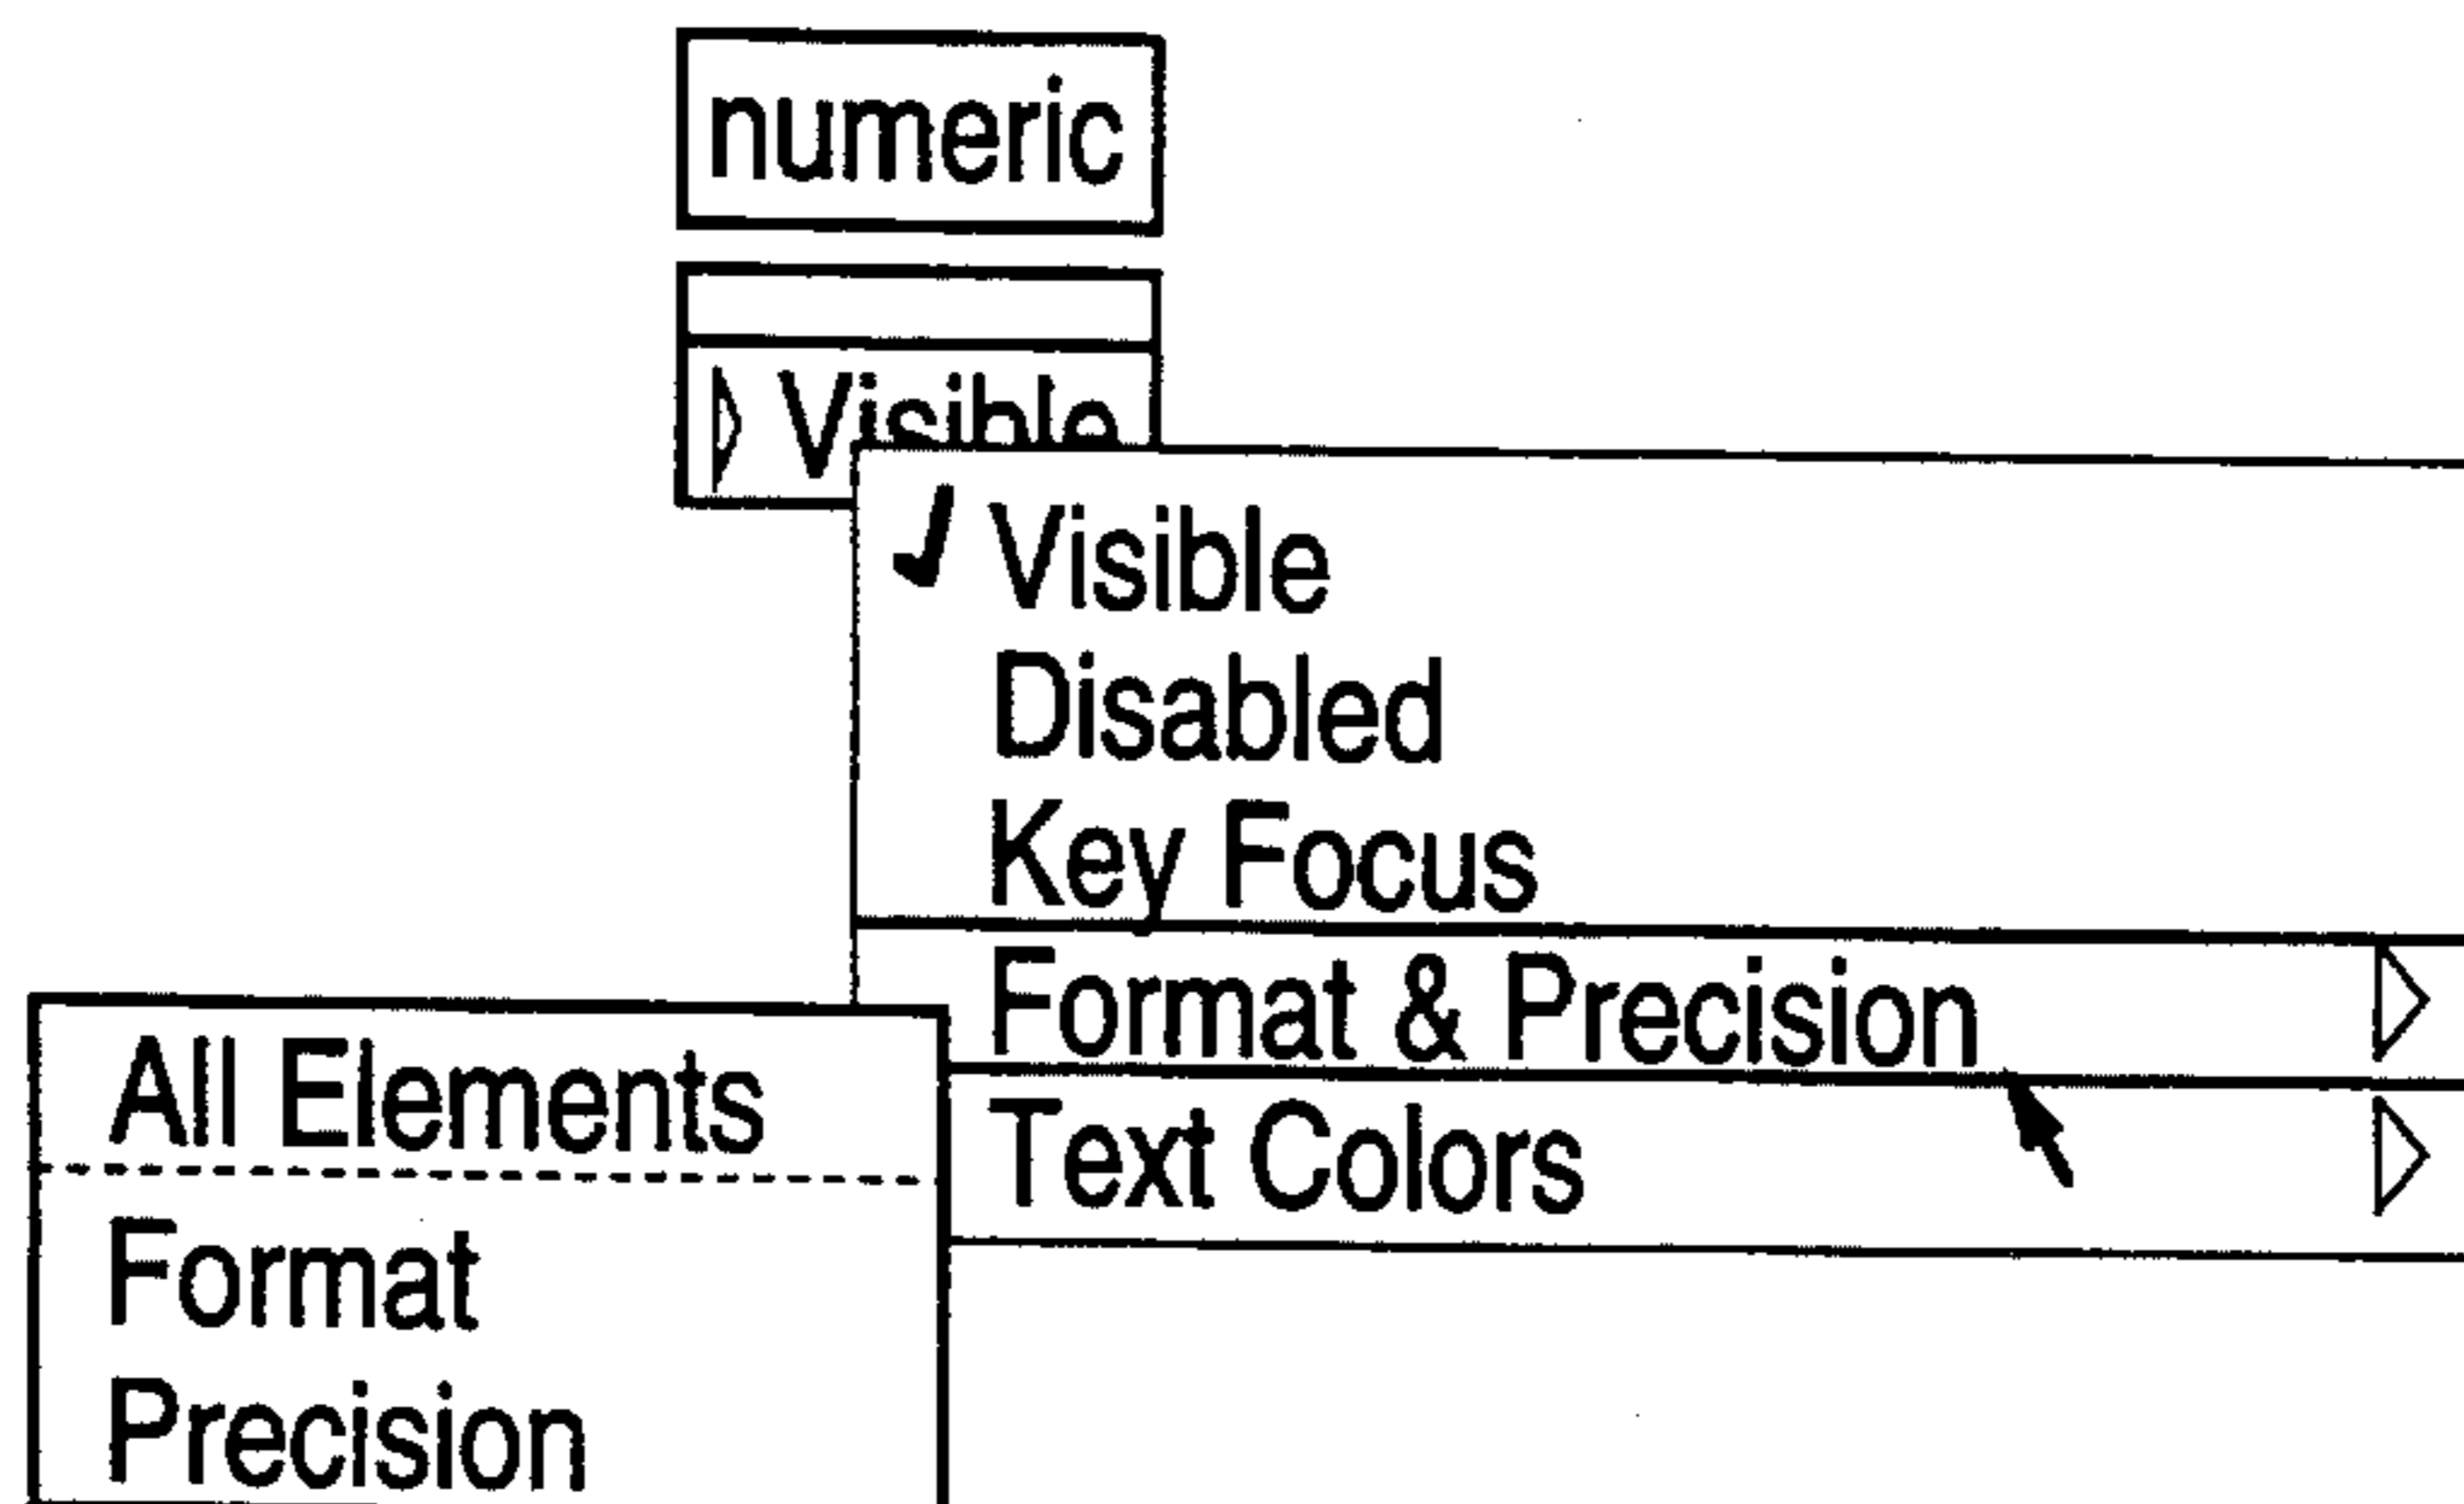 numeric
Visible
Visible
Disabled
Key Focus
Format & Precision
Text Colors
All Elements
Format
Precision